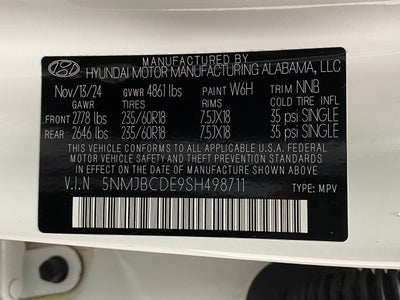 MANUFACTURED BY
HYUNDAI MOTOR MANUFACTURING ALABAMA, LLC
Nov/13/24 GVWR 4861 lbs PAINT W6H TRIM NNB
GAWR TIRES RIMS COLD TIRE INFL PRES
FRONT 2778 lbs 235/60R18 7.5JX18 35 psi SINGLE
REAR 2646 lbs 235/60R18 7.5JX18 35 psi SINGLE
THIS VEHICLE CONFORMS TO ALL APPLICABLE U.S.A. FEDERAL
MOTOR VEHICLE SAFETY STANDARDS IN EFFECT ON THE DATE OF
MANUFACTURE SHOWN ABOVE.
V.I.N 5NMJBCDE9SH498711 TYPE: MPV